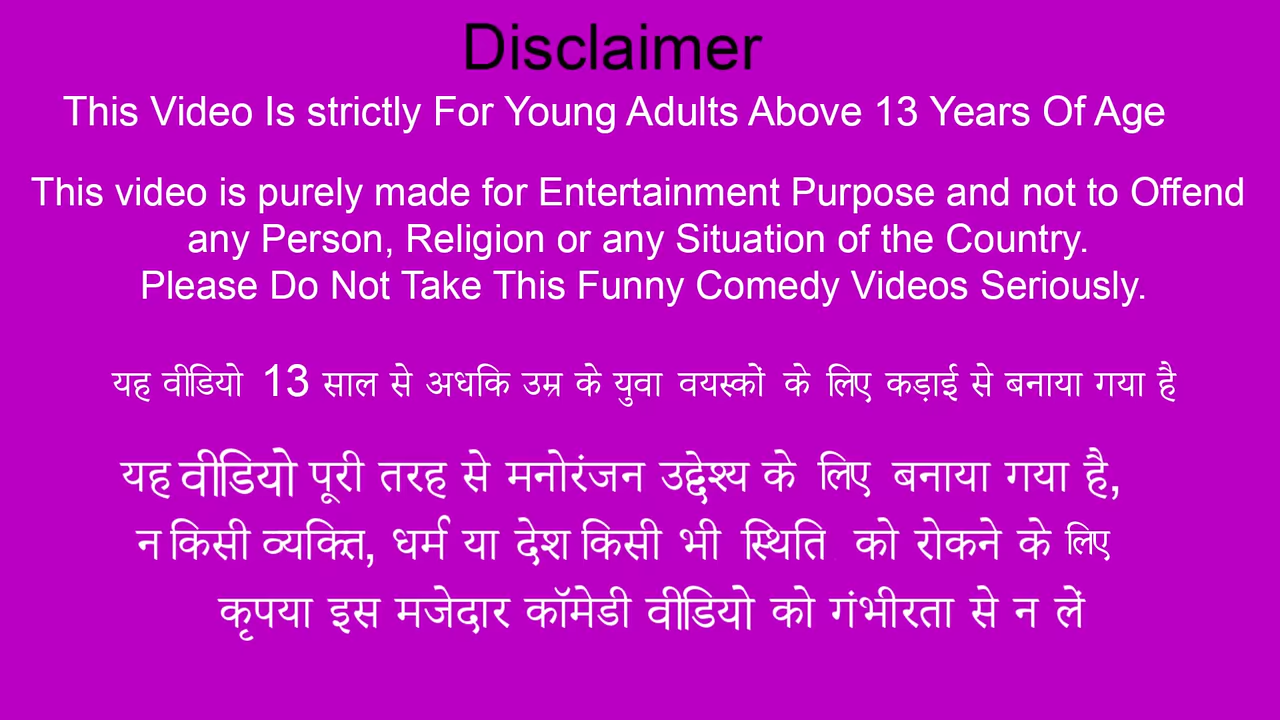 Disclaimer
This Video Is strictly For Young Adults Above 13 Years Of Age
This video is purely made for Entertainment Purpose and not to Offend
any Person, Religion or any Situation of the Country.
Please Do Not Take This Funny Comedy Videos Seriously.
यह वीडियो 13 साल से अधकि उम्र के युवा वयस्कों के लिए कड़ाई से बनाया गया है
यह वीडियो पूरी तरह से मनोरंजन उद्देश्य के लिए बनाया गया है,
न किसी व्यक्ति, धर्म या देश किसी भी स्थिति को रोकने के लिए
कृपया इस मजेदार कॉमेडी वीडियो को गंभीरता से न लें